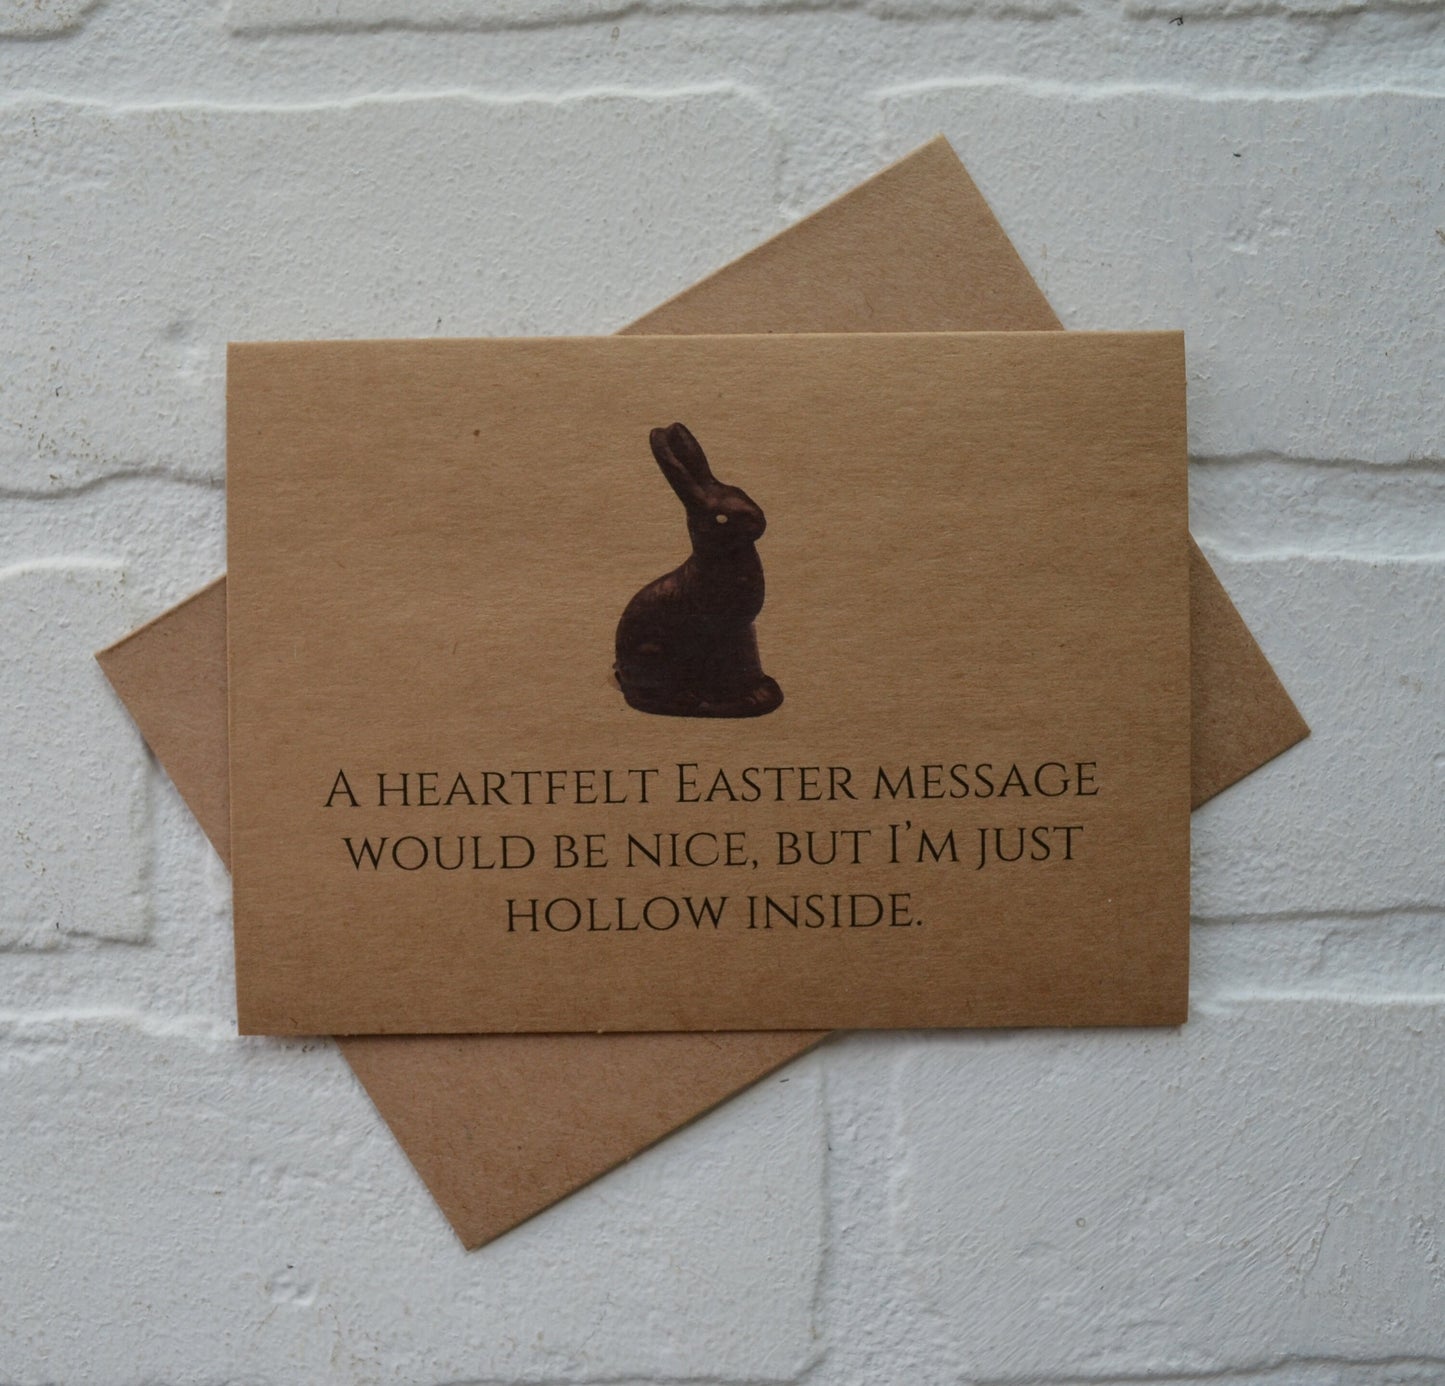 A HEARTFELT EASTER MESSAGE
WOULD BE NICE, BUT I'M JUST
HOLLOW INSIDE.